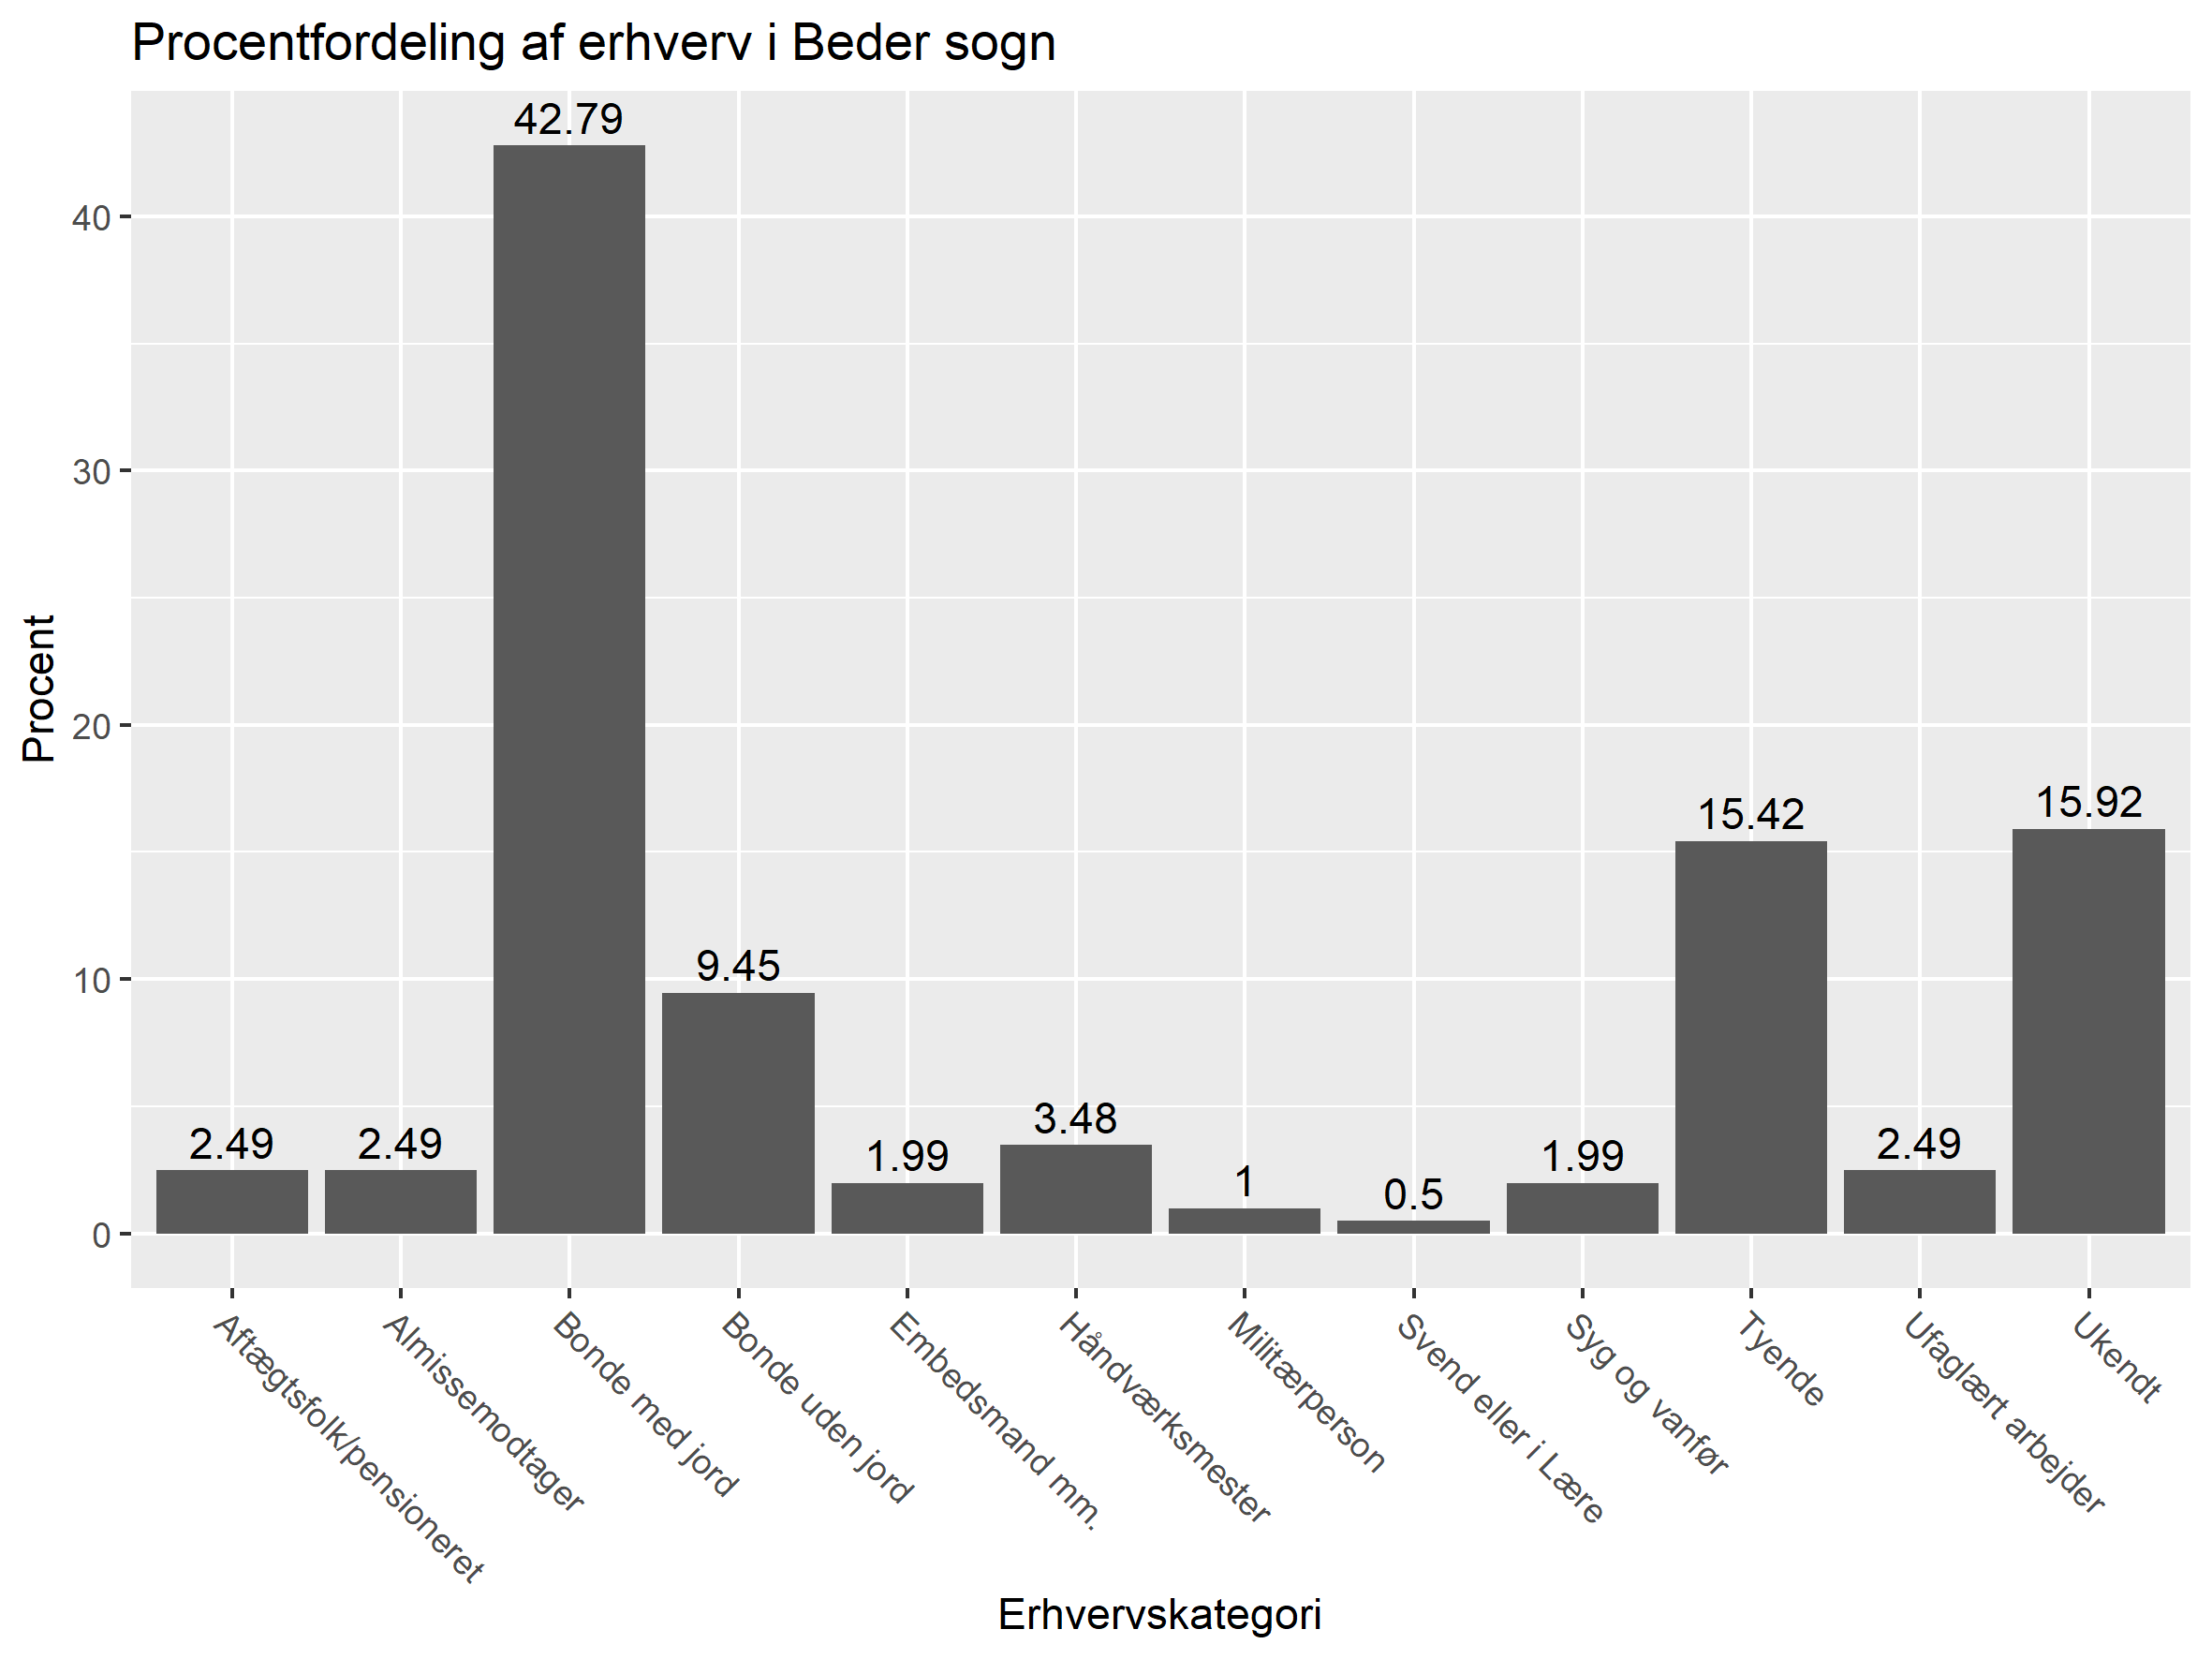 Procentfordeling af erhverv i Beder sogn
42.79
40
30
Procent
20
15.42
15.92
10
9.45
2.49
2.49
1.99
3.48
1
0.5
1.99
2.49
0
Aftægtsfolk/pensioneret
Almissemodtager
Bonde med jord
Bonde uden jord
Embedsmand mm.
Håndværksmester
Militærperson
Svend eller i Lære
Syg og vanfør
Tyende
Ufaglært arbejder
Ukendt
Erhvervskategori